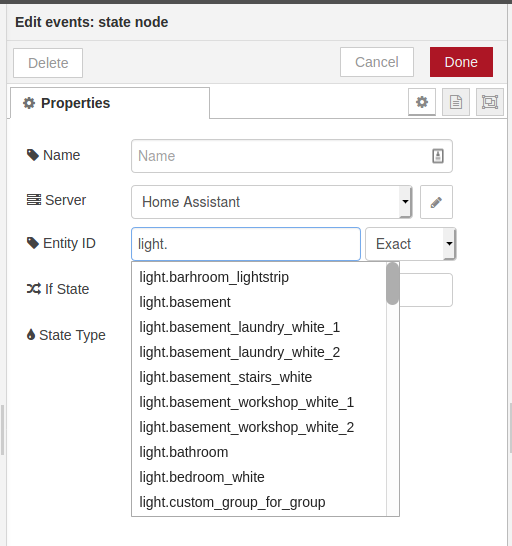 Edit events: state node
Delete
Cancel
Done
Properties
Name
Name
Server
Home Assistant
Entity ID
light.
Exact
If State
State Type
light.barhroom_lightstrip
light.basement
light.basement_laundry_white_1
light.basement_laundry_white_2
light.basement_stairs_white
light.basement_workshop_white_1
light.basement_workshop_white_2
light.bathroom
light.bedroom_white
light.custom_group_for_group